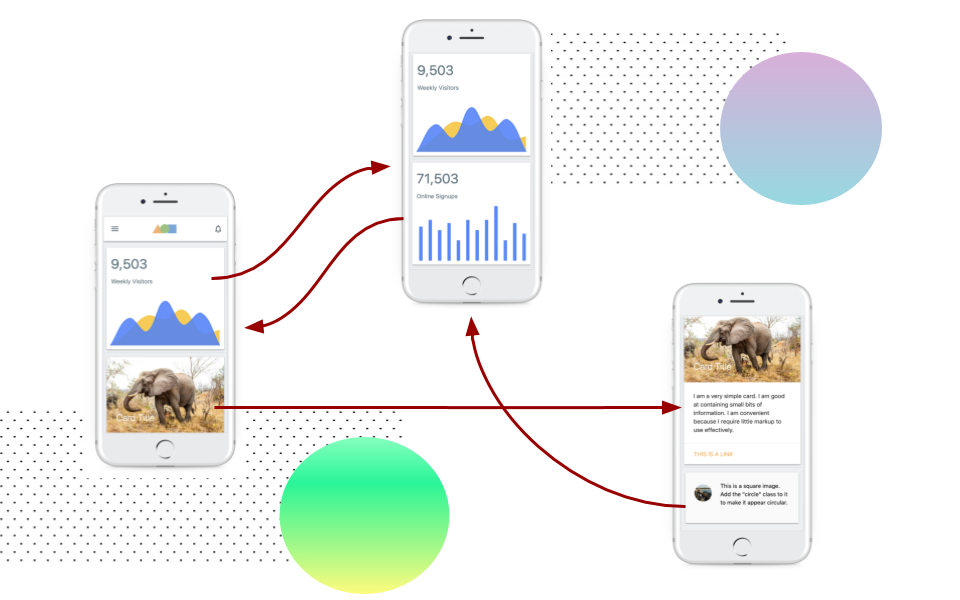 9,503
Weekly Visitors
71,503
Online Signups
9,503
Weekly Visitors
Card Title
Card Title
I am a very simple card. I am good
at containing small bits of
information. I am convenient
because I require little markup to
use effectively.
THIS IS A LINK
This is a square image.
Add the "circle" class to it
to make it appear circular.